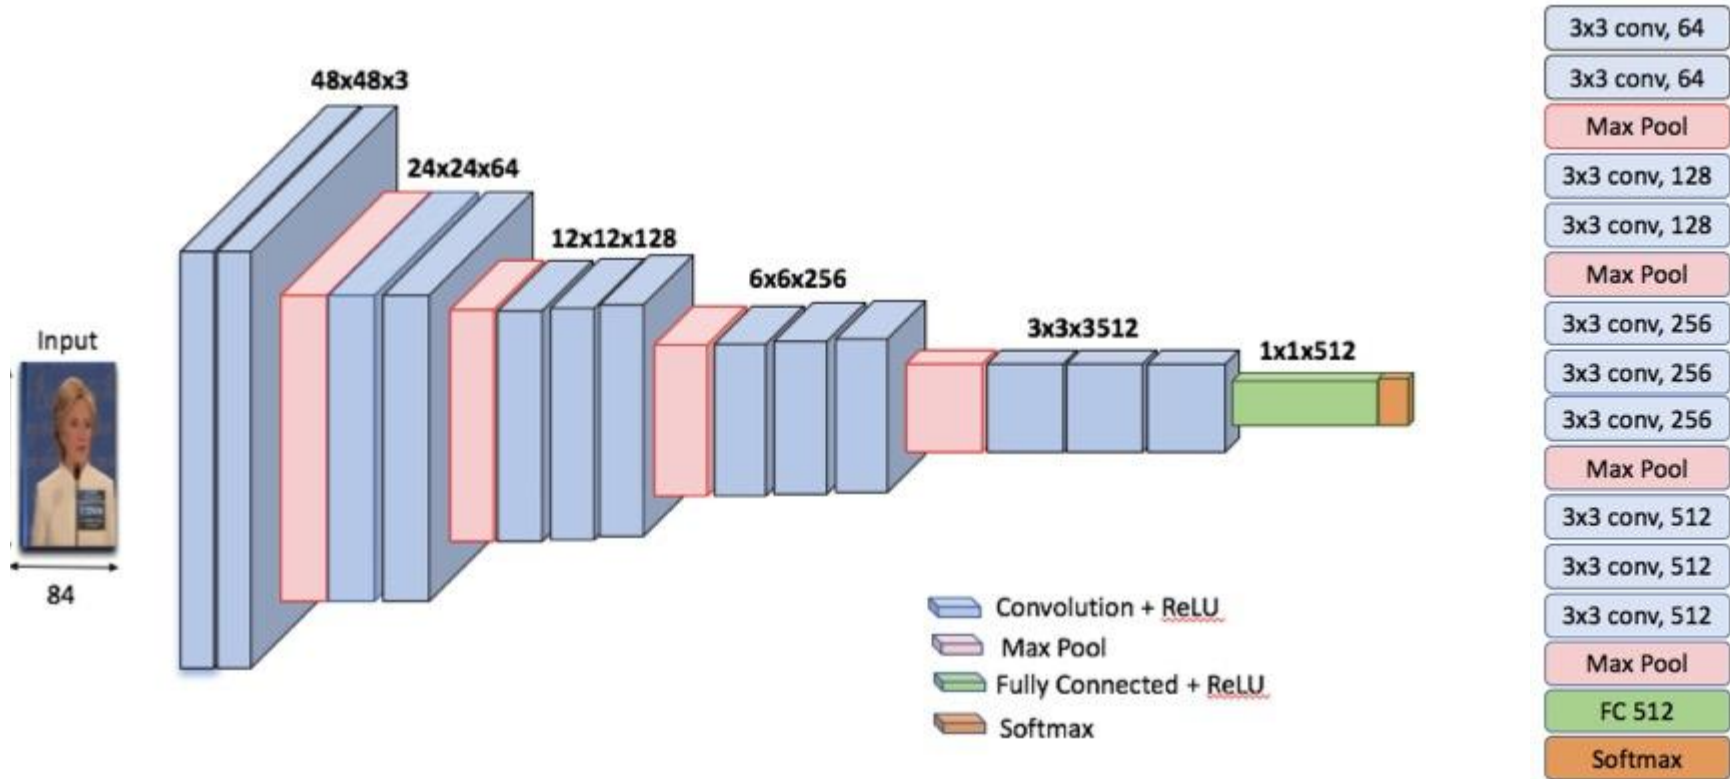 48x48x3
24x24x64
12x12x128
6x6x256
3x3x3512
1x1x512
Input
84
Convolution + ReLU
Max Pool
Fully Connected + ReLU
Softmax
3x3 conv, 64
3x3 conv, 64
Max Pool
3x3 conv, 128
3x3 conv, 128
Max Pool
3x3 conv, 256
3x3 conv, 256
3x3 conv, 256
Max Pool
3x3 conv, 512
3x3 conv, 512
3x3 conv, 512
Max Pool
FC 512
Softmax